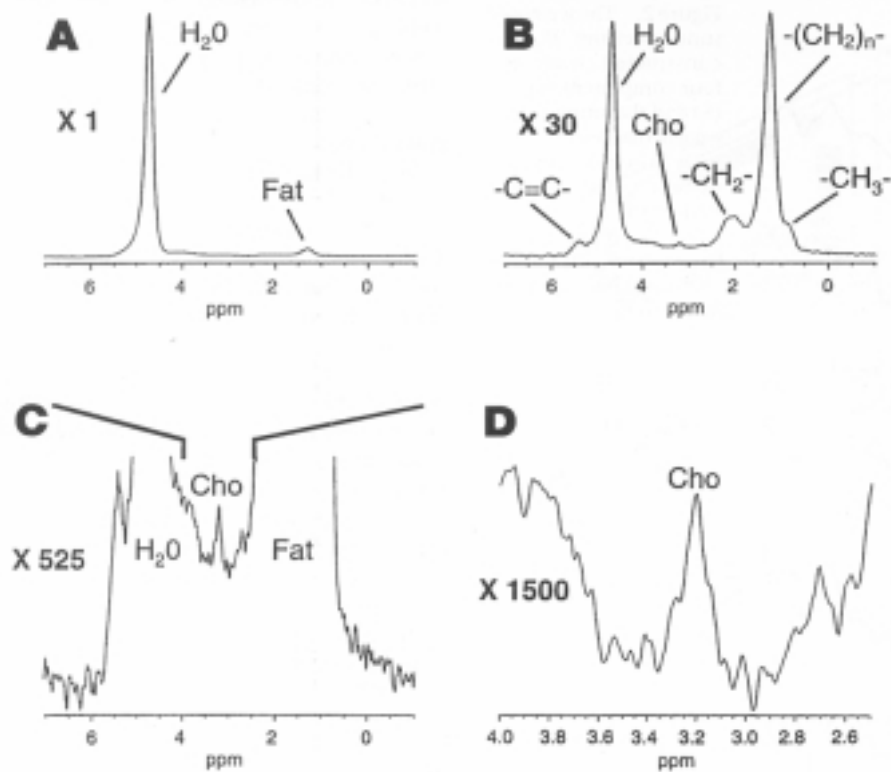 A
H₂0
X 1
Fat
6 4 2 0
ppm
B
H₂0
-(CH₂)ₙ-
X 30
Cho
-C=C-
-CH₂-
-CH₃-
6 4 2 0
ppm
C
Cho
X 525
H₂0
Fat
6 4 2 0
ppm
D
Cho
X 1500
4.0 3.8 3.6 3.4 3.2 3.0 2.8 2.6
ppm